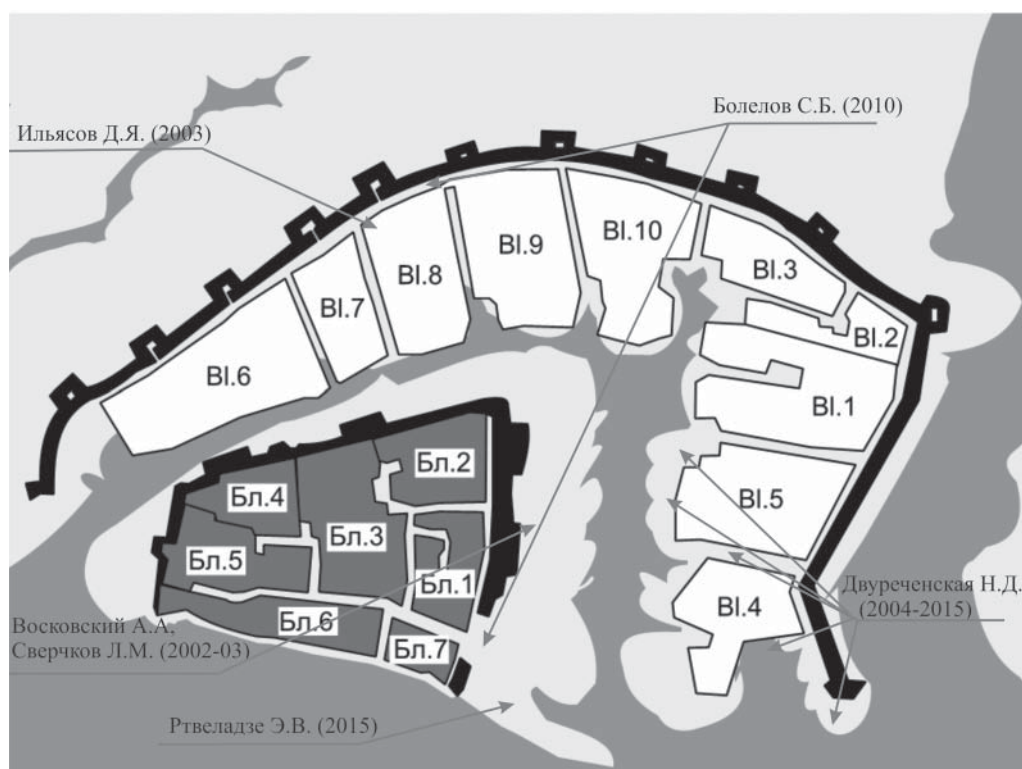 Болелов С.Б. (2010)
Ильясов Д.Я. (2003)
Bl.10
Bl.9
Bl.8
Bl.3
Bl.7
Bl.2
Bl.6
Bl.1
Бл.2
Бл.4
Бл.3
Bl.5
Бл.5
Бл.1
Двуреченская Н.Д.
(2004-2015)
Bl.4
Бл.6
Восковский А.А,
Сверчков Л.М. (2002-03)
Бл.7
Ртвеладзе Э.В. (2015)